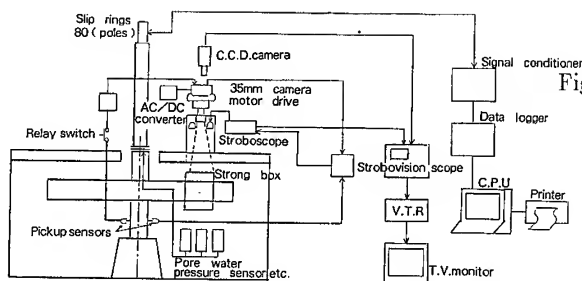 Slip rings
80 (poles)
C.C.D. camera
35mm camera
motor drive
AC/DC
converter
Relay switch
Stroboscope
Strong box
Pickup sensors
Pore water
pressure sensor etc.
Strobovision scope
V.T.R
T.V. monitor
Signal conditioner
Fig
Data logger
C.P.U
Printer